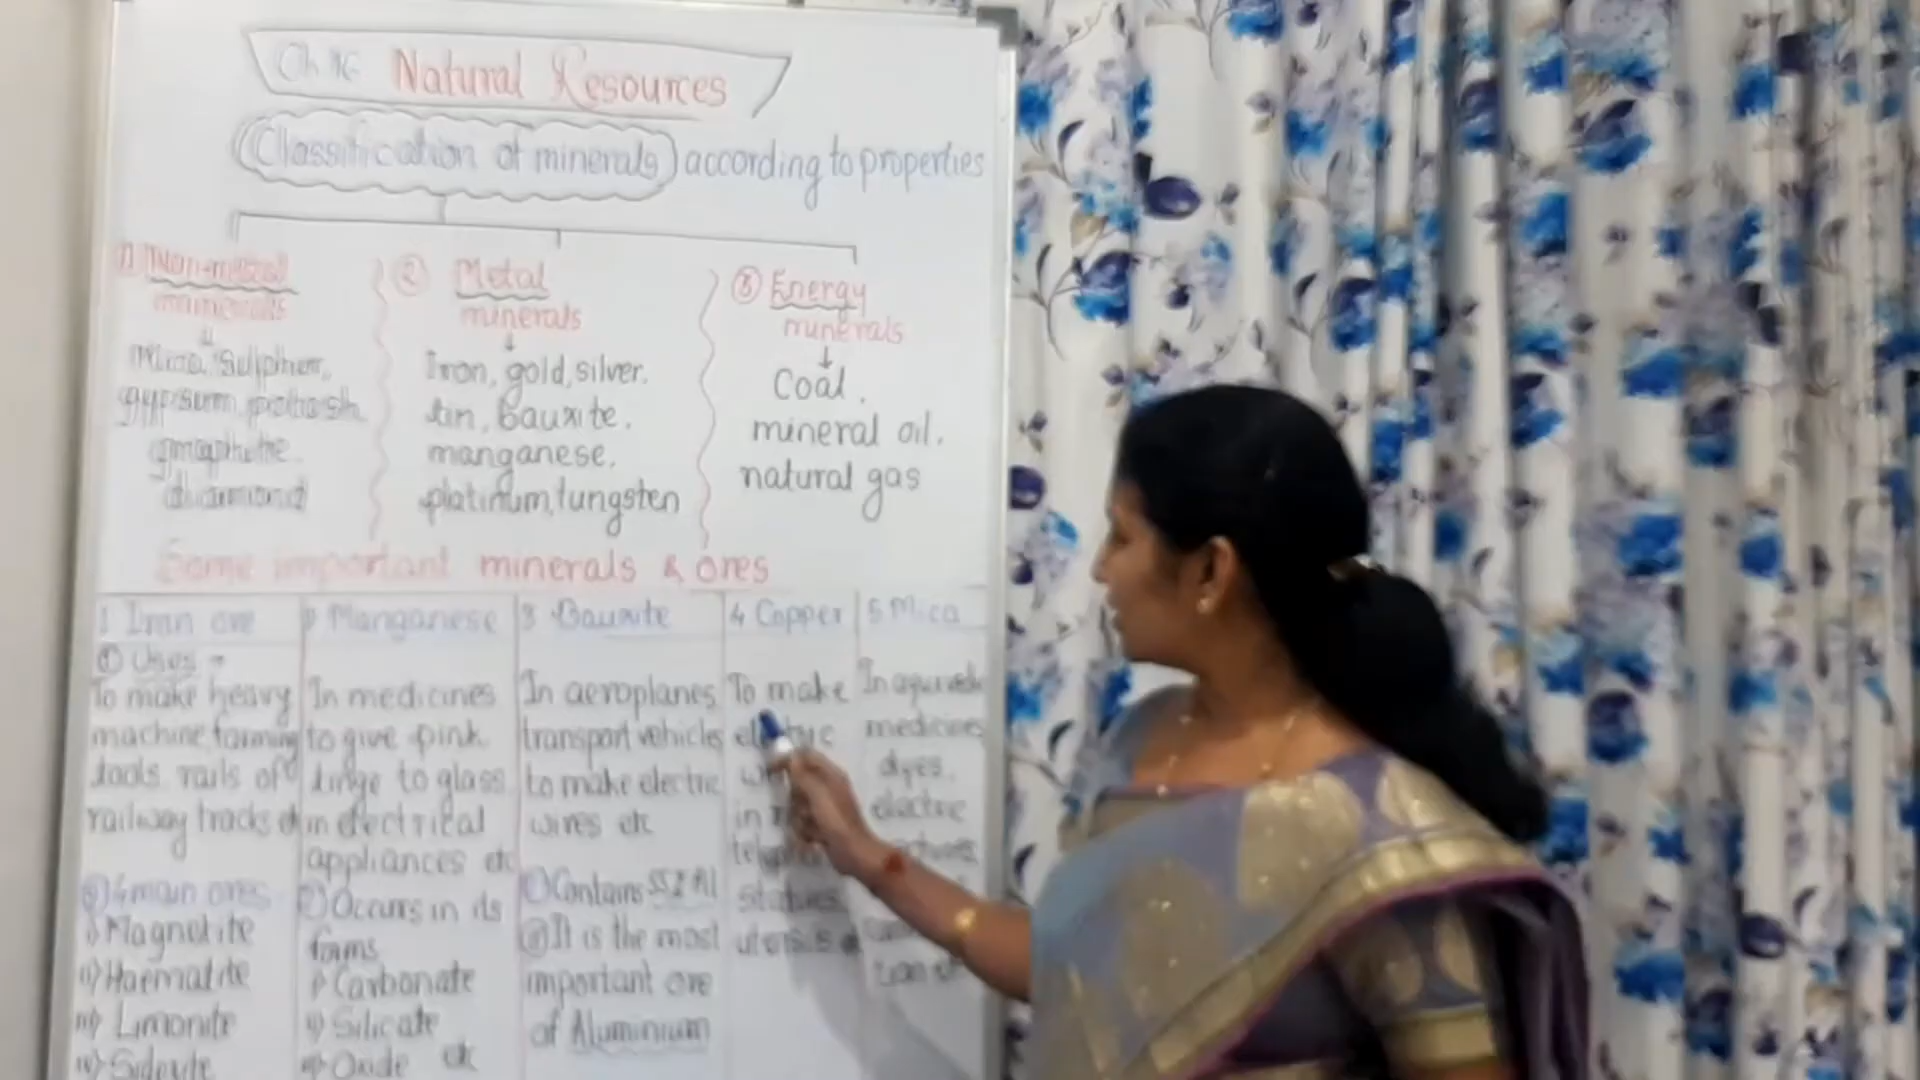 Ch 16 Natural Resources
Classification of minerals according to properties
1) Non-metal minerals
Mica, Sulphur,
gypsum, potash
graphite
diamond
② Metal minerals
Iron, gold, silver,
tin, Bauxite,
manganese,
platinum, tungsten
③ Energy minerals
Coal,
mineral oil,
natural gas
Some important minerals & ores
1 Iron ore
① Uses -
To make heavy
machine, farming
tools, rails of
railway tracks etc
② 4 main ores
i) Magnetite
ii) Haematite
iii) Limonite
iv) Siderite
2 Manganese
In medicines
to give pink
tinge to glass
in electrical
appliances etc
② Occurs in its
forms
i) Carbonate
ii) Silicate
iii) Oxide etc
3 Bauxite
In aeroplanes
transport vehicles
to make electric
wires etc
Contains 55% Al
It is the most
important ore
of Aluminium
4 Copper
To make
electric
in
statues
5 Mica
In ayurvedic
medicines
dyes,
electric